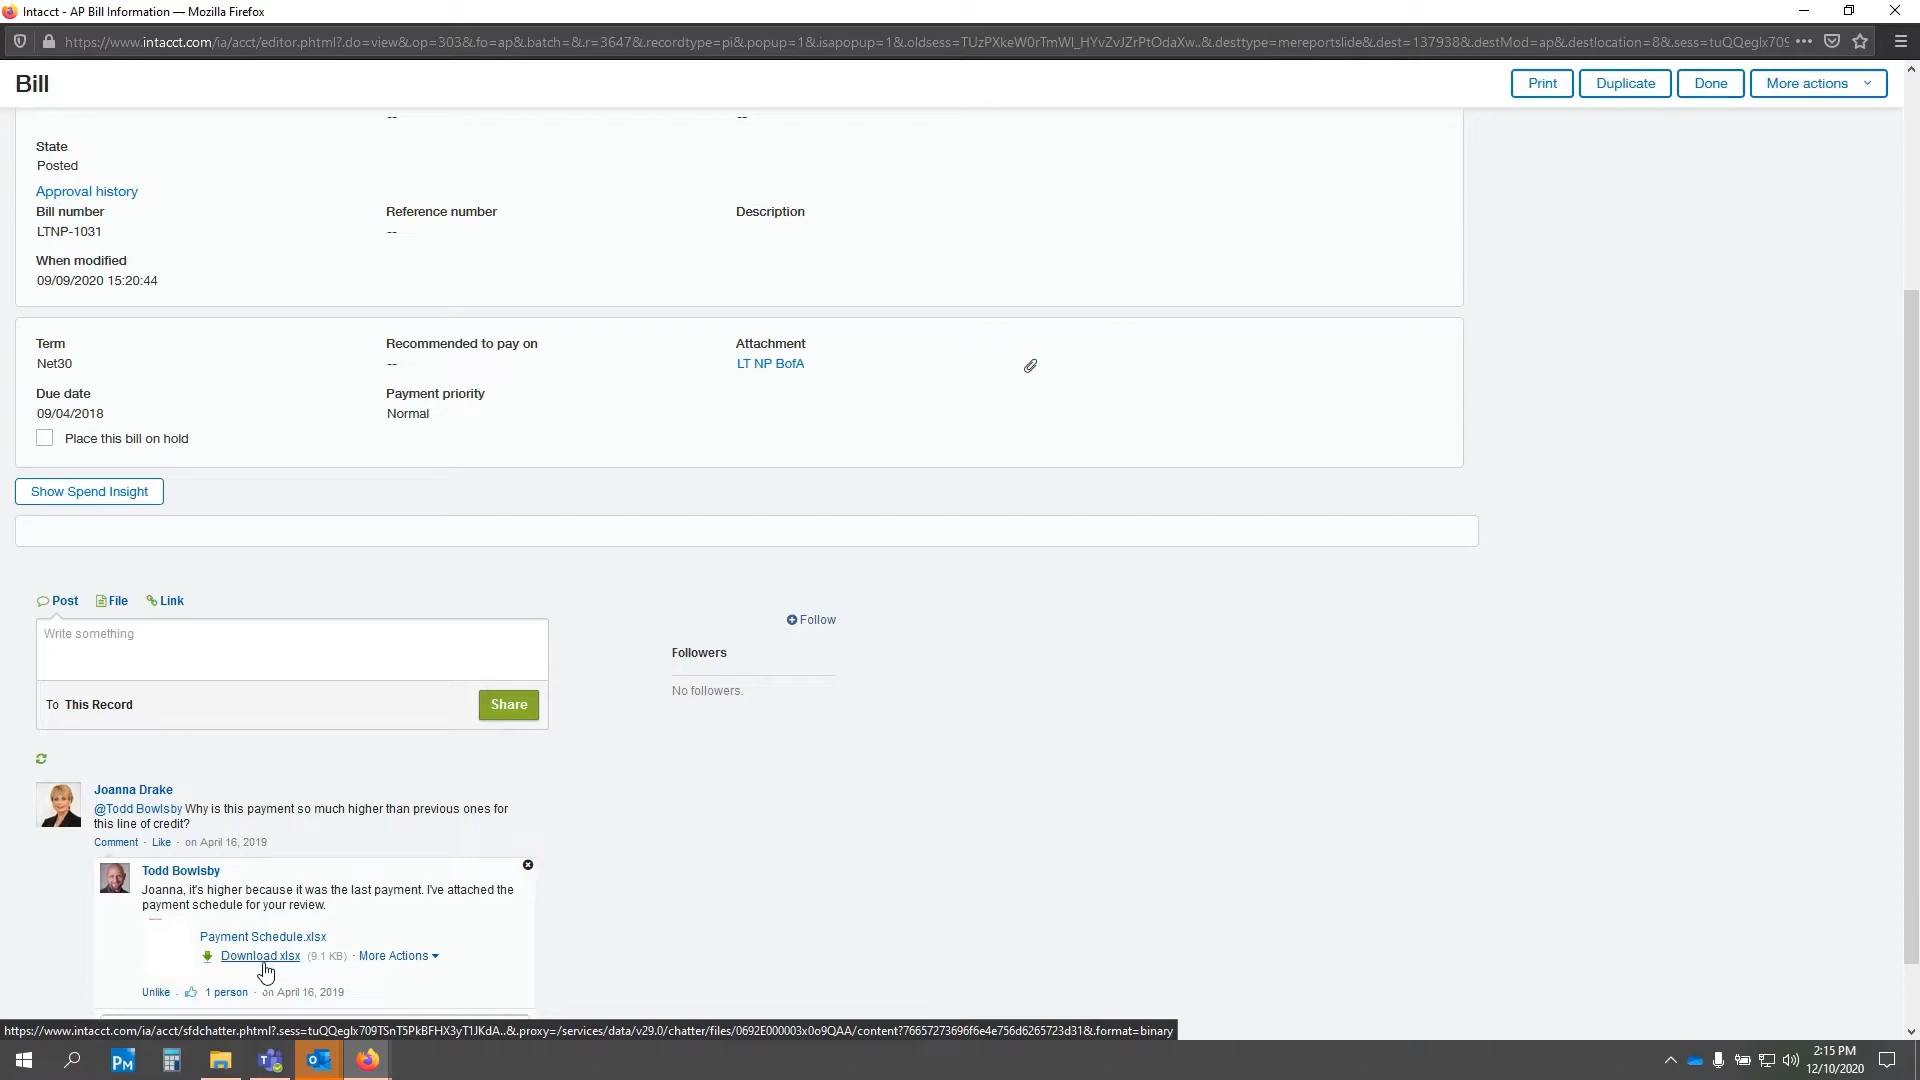 Intacct - AP Bill Information — Mozilla Firefox
https://www.intacct.com/ia/acct/editor.phtml?.do=view&.op=303&.fo=ap&.batch=&.r=3647&.recordtype=pi&.popup=1&.isapopup=1&.oldsess=TUzPXkeW0rTmWl_HYvZvJZrPtOdaXw..&.desttype=mereportslide&.dest=137938&.destMod=ap&.destlocation=8&.sess=tuQQeglx709
Bill
Print Duplicate Done More actions
-- --
State
Posted
Approval history
Bill number Reference number Description
LTNP-1031 --
When modified
09/09/2020 15:20:44
Term Recommended to pay on Attachment
Net30 -- LT NP BofA
Due date Payment priority
09/04/2018 Normal
Place this bill on hold
Show Spend Insight
Post File Link
Follow
Write something
Followers
No followers.
To This Record Share
Joanna Drake
@Todd Bowlsby Why is this payment so much higher than previous ones for
this line of credit?
Comment · Like · on April 16, 2019
Todd Bowlsby
Joanna, it's higher because it was the last payment. I've attached the
payment schedule for your review.
Payment Schedule.xlsx
Download xlsx (9.1 KB) · More Actions
Unlike · 1 person · on April 16, 2019
https://www.intacct.com/ia/acct/sfdchatter.phtml?.sess=tuQQeglx709TSnT5PkBFHX3yT1JKdA..&.proxy=/services/data/v29.0/chatter/files/0692E000003x0o9QAA/content?76657273696f6e4e756d6265723d31&.format=binary
Pm
2:15 PM
12/10/2020